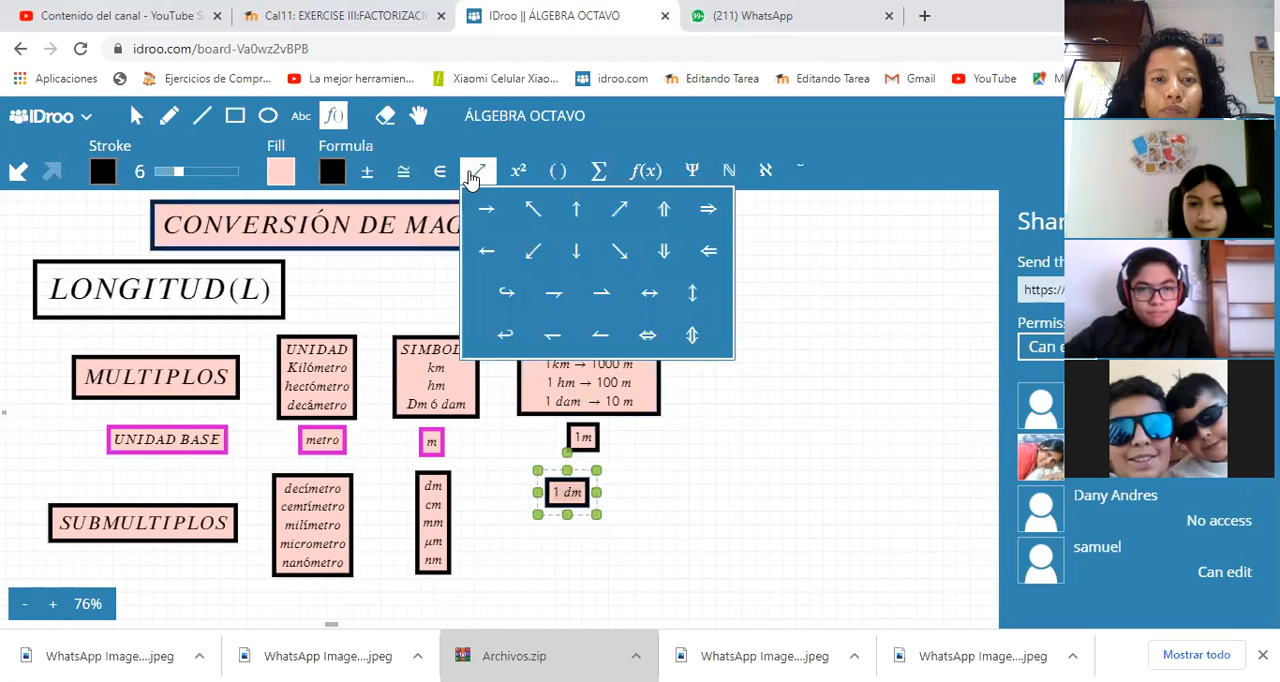 Contenido del canal - YouTube S
Cal11: EXERCISE III:FACTORIZACI
IDroo || ÁLGEBRA OCTAVO
99+
(211) WhatsApp
idroo.com/board-Va0wz2vBPB
Aplicaciones
Ejercicios de Compr...
La mejor herramien...
Xiaomi Celular Xiao...
idroo.com
Editando Tarea
Editando Tarea
Gmail
YouTube
M
IDroo
Abc
f()
ÁLGEBRA OCTAVO
Stroke
Fill
Formula
6
± ≅ ∈ x² ( ) ∑ f(x) Ψ ℕ ℵ ~
→ ↖ ↑ ↗ ⇑ ⇒
← ↙ ↓ ↘ ⇓ ⇐
↪ ⇁ ⇀ ↔ ↕
↩ ↽ ↼ ⇔ ⇕
CONVERSIÓN DE MAG
LONGITUD(L)
MULTIPLOS
UNIDAD
Kilómetro
hectómetro
decámetro
SIMBOL
km
hm
Dm ó dam
1km → 1000 m
1 hm → 100 m
1 dam → 10 m
UNIDAD BASE
metro
m
1m
SUBMULTIPLOS
decímetro
centímetro
milímetro
micrometro
nanómetro
dm
cm
mm
μm
nm
1 dm
Shar
Send th
https:/
Permis
Can e
Dany Andres
No access
samuel
Can edit
- + 76%
WhatsApp Image....jpeg
WhatsApp Image....jpeg
Archivos.zip
WhatsApp Image....jpeg
WhatsApp Image....jpeg
Mostrar todo